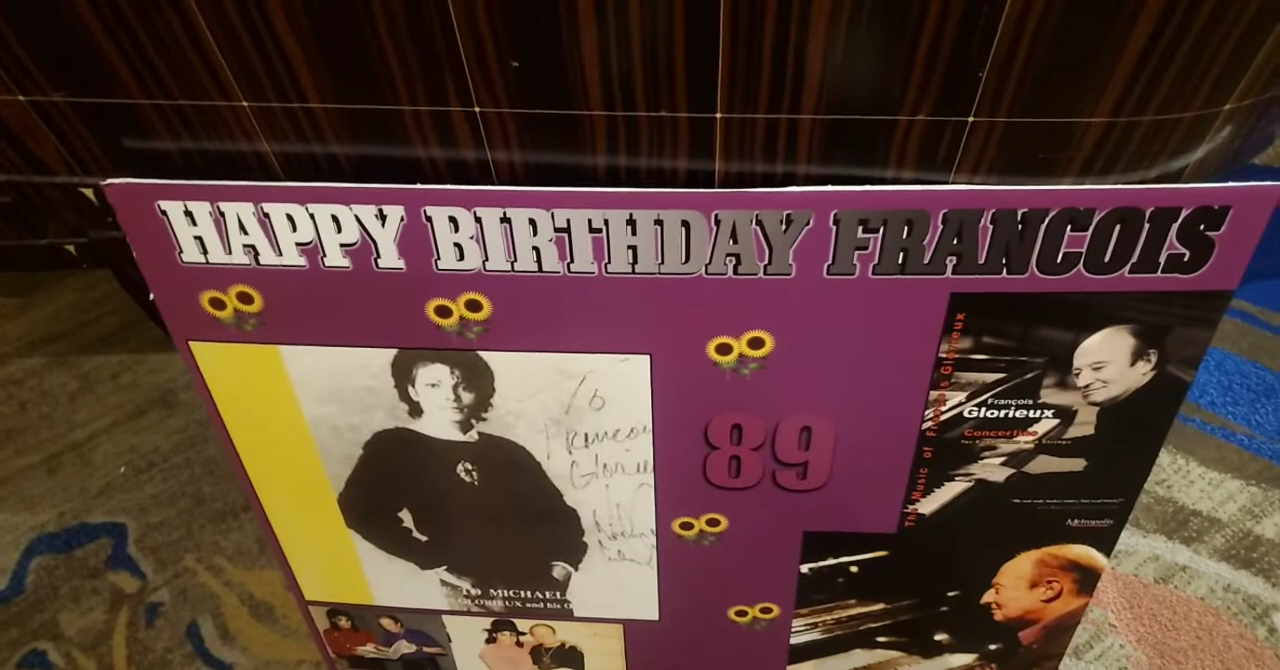 HAPPY BIRTHDAY FRANCOIS
To
Francois
Glorieux
TO MICHAEL
GLORIEUX and his
89
The Music of François Glorieux
François
Glorieux
Concertino
Metropolis